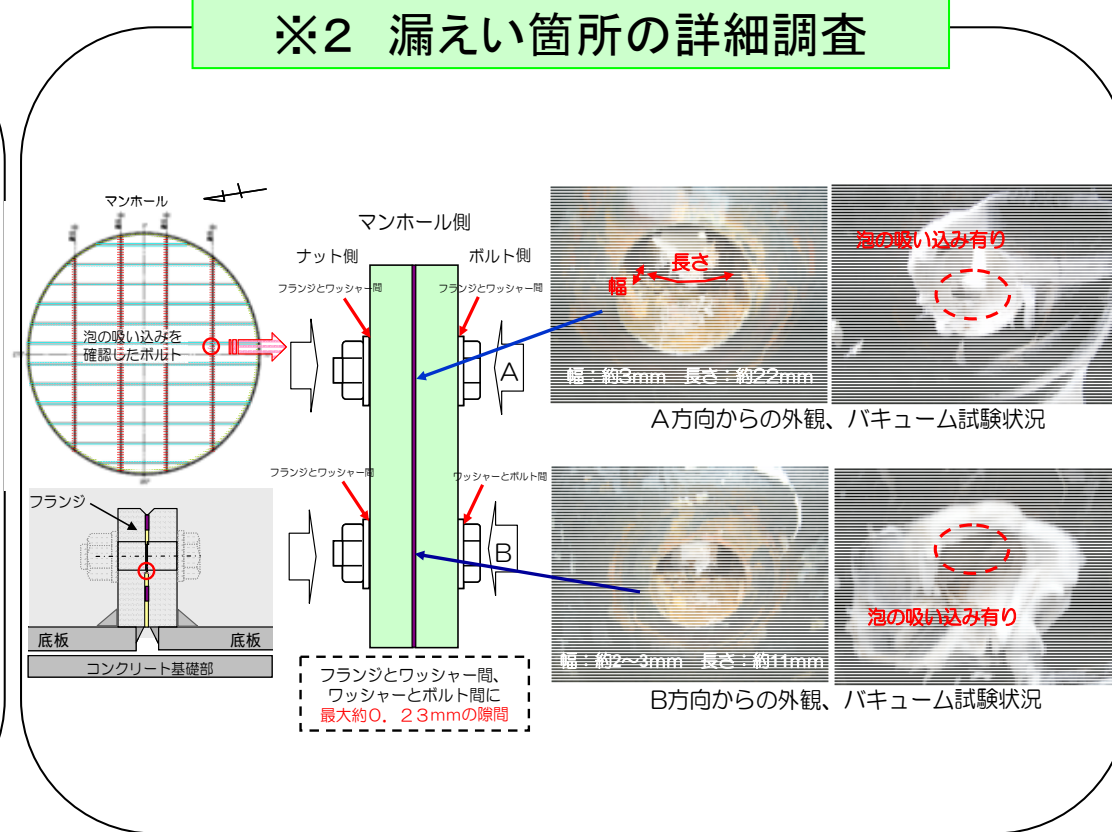 ※2 漏えい箇所の詳細調査
マンホール
泡の吸い込みを
確認したボルト
マンホール側
ナット側
ボルト側
フランジとワッシャー間
フランジとワッシャー間
A
フランジとワッシャー間
ワッシャーとボルト間
B
フランジとワッシャー間、
ワッシャーとボルト間に
最大約0.23mmの隙間
フランジ
底板
底板
コンクリート基礎部
長さ
幅
幅：約3mm 長さ：約22mm
泡の吸い込み有り
A方向からの外観、バキューム試験状況
幅：約2～3mm 長さ：約11mm
泡の吸い込み有り
B方向からの外観、バキューム試験状況